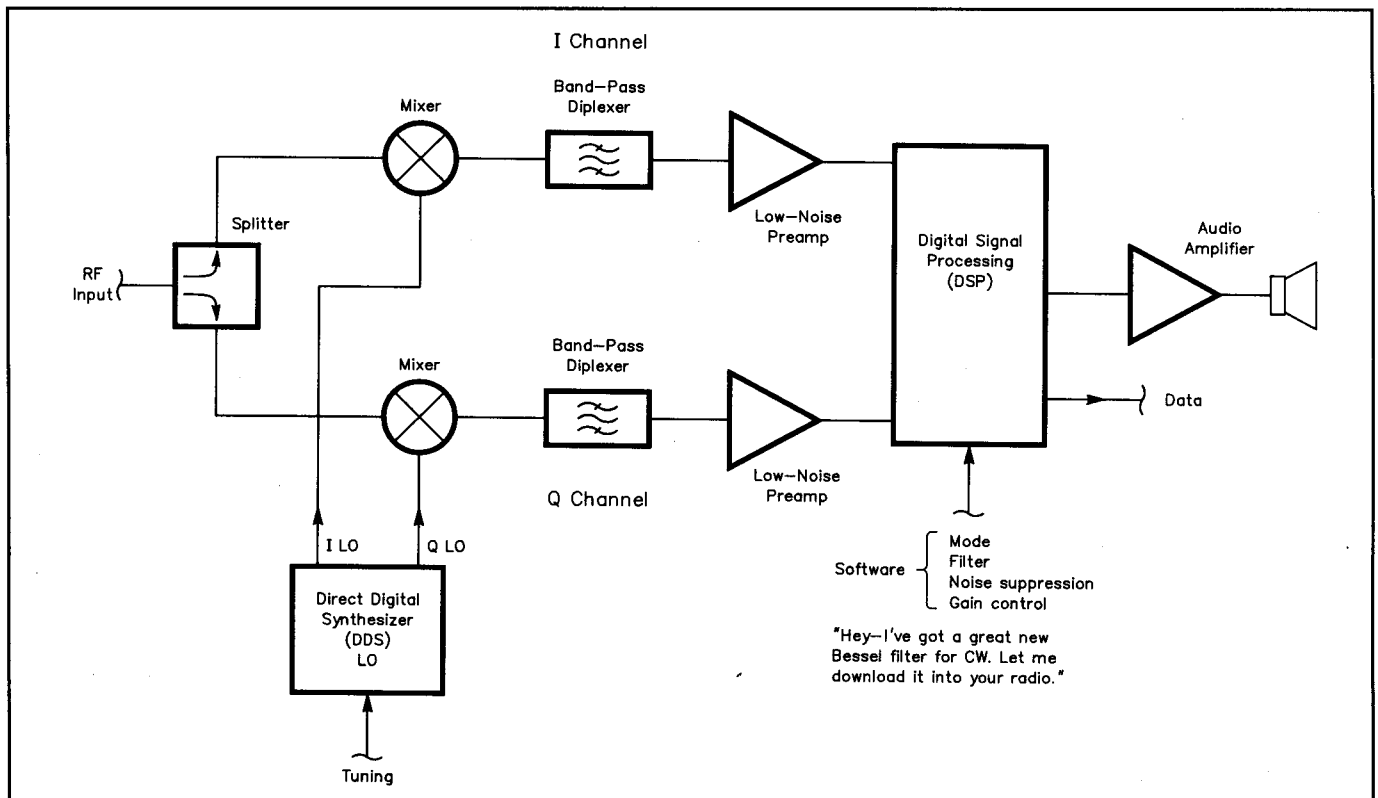 I Channel
Band–Pass
Diplexer
Mixer
Splitter
RF
Input
Low–Noise
Preamp
Digital Signal
Processing
(DSP)
Audio
Amplifier
Band–Pass
Diplexer
Mixer
Data
Low–Noise
Preamp
Q Channel
I LO
Q LO
Direct Digital
Synthesizer
(DDS)
LO
Tuning
Software
Mode
Filter
Noise suppression
Gain control
"Hey–I've got a great new
Bessel filter for CW. Let me
download it into your radio."